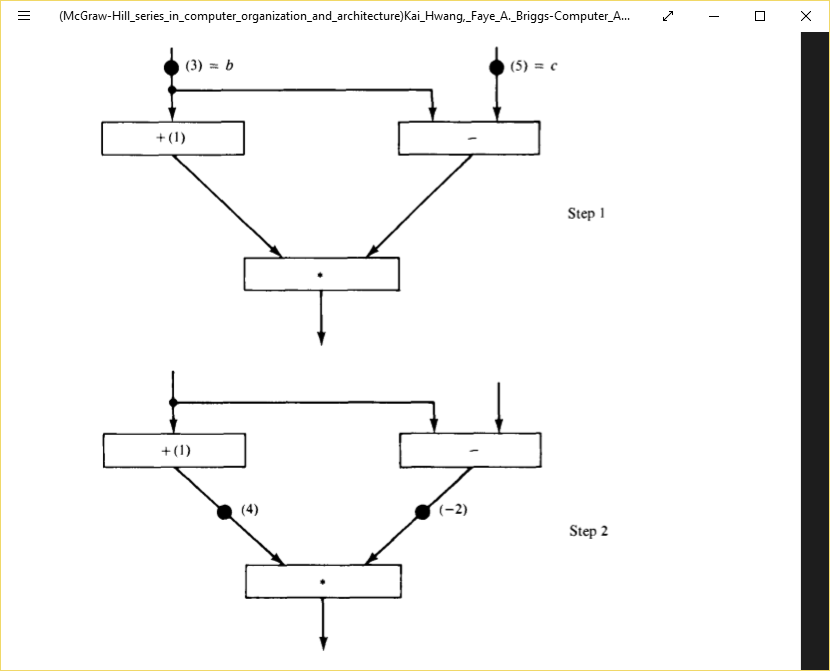 (McGraw-Hill_series_in_computer_organization_and_architecture)Kai_Hwang,_Faye_A._Briggs-Computer_A...
(3) = b
(5) = c
+ (1)
−
Step 1
*
+ (1)
−
(4)
(−2)
Step 2
*